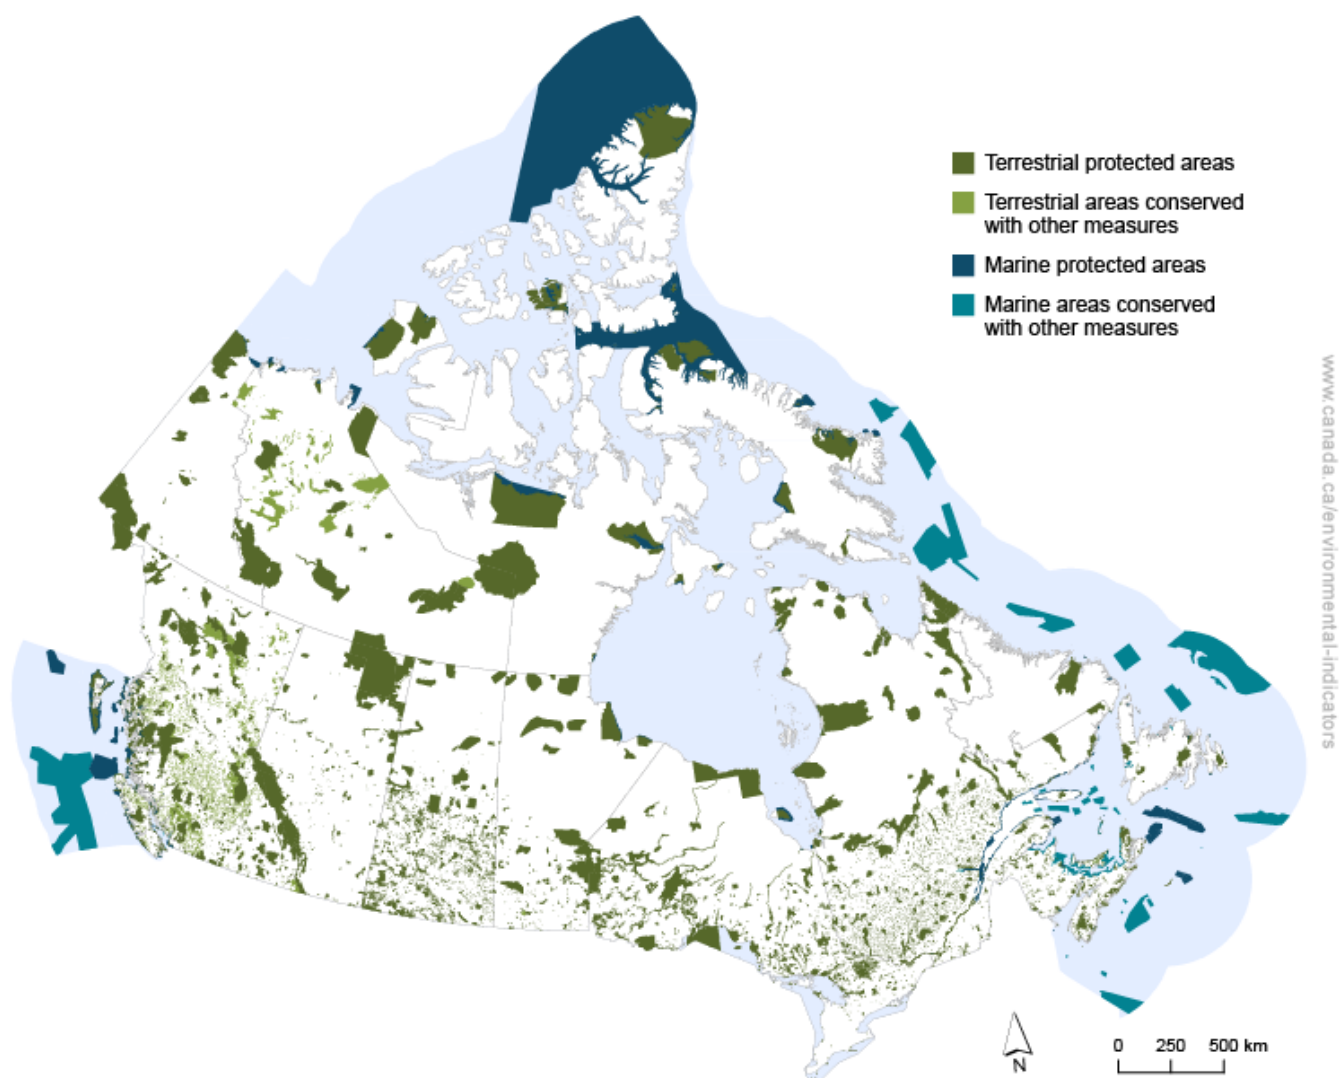 Terrestrial protected areas
Terrestrial areas conserved
with other measures
Marine protected areas
Marine areas conserved
with other measures
www.canada.ca/environmental-indicators
N
0 250 500 km